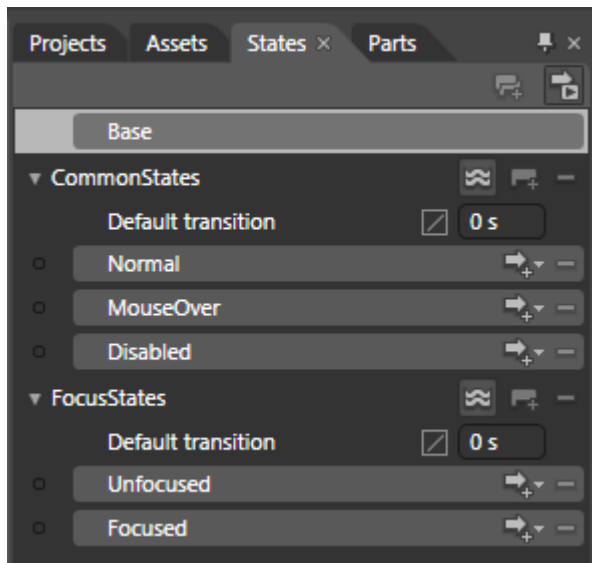 Projects Assets States × Parts
Base
CommonStates
Default transition 0 s
Normal
MouseOver
Disabled
FocusStates
Default transition 0 s
Unfocused
Focused